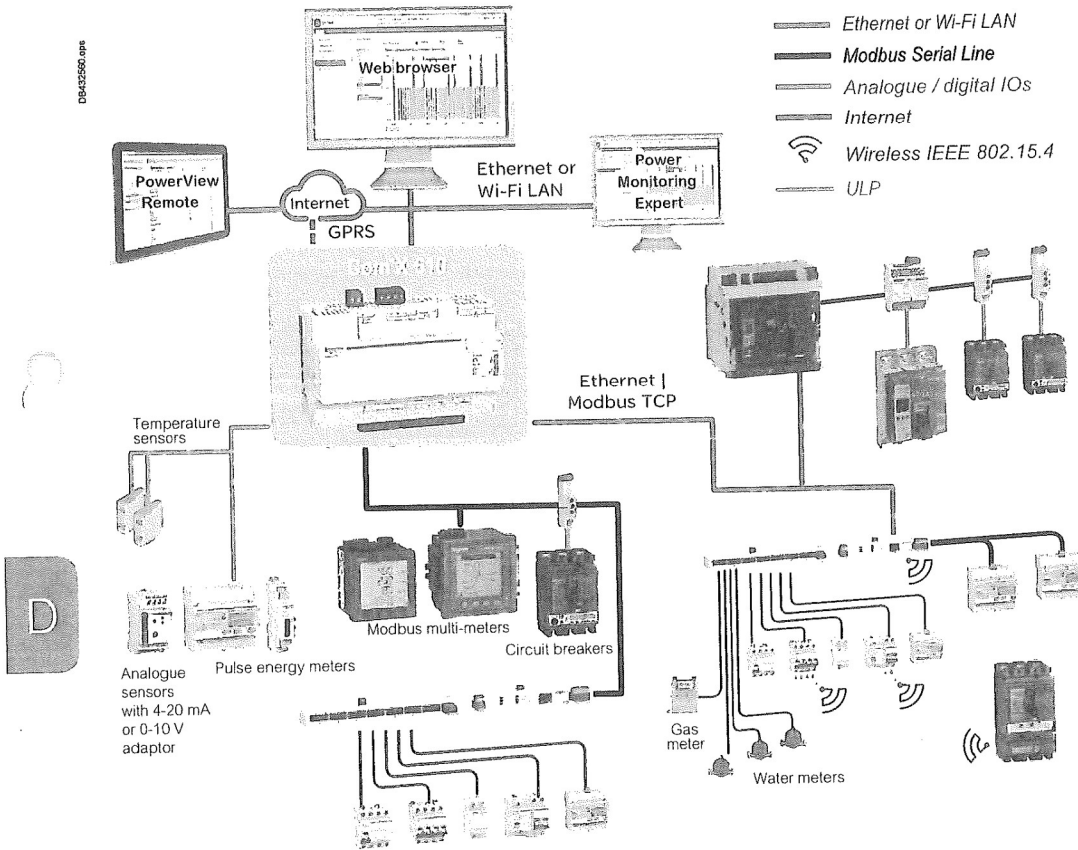 DB432560.eps
Web browser
Ethernet or Wi-Fi LAN
Modbus Serial Line
Analogue / digital IOs
Internet
Wireless IEEE 802.15.4
ULP
PowerView
Remote
Internet
GPRS
Ethernet or
Wi-Fi LAN
Power
Monitoring
Expert
Ethernet |
Modbus TCP
Temperature
sensors
D
Analogue
sensors
with 4-20 mA
or 0-10 V
adaptor
Pulse energy meters
Modbus multi-meters
Circuit breakers
Gas
meter
Water meters